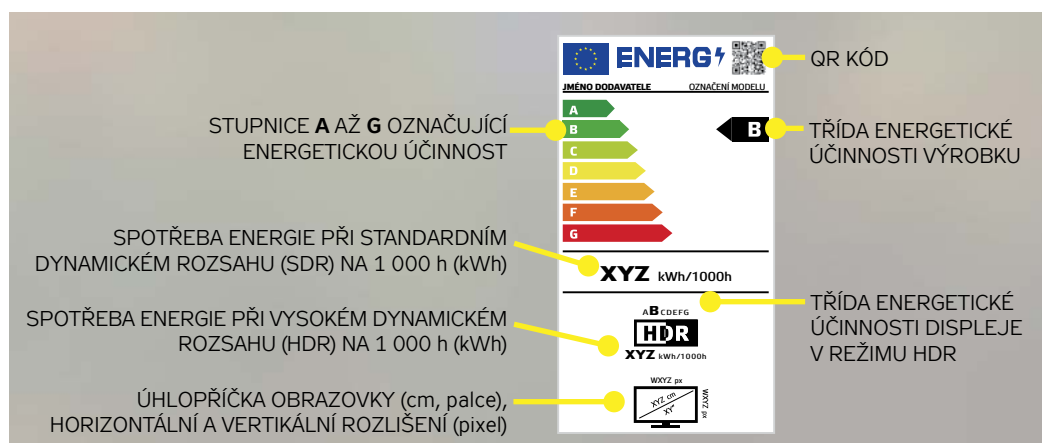 ENERG
QR KÓD
JMÉNO DODAVATELE OZNAČENÍ MODELU
STUPNICE A AŽ G OZNAČUJÍCÍ
ENERGETICKOU ÚČINNOST
A
B
C
D
E
F
G
B
TŘÍDA ENERGETICKÉ
ÚČINNOSTI VÝROBKU
SPOTŘEBA ENERGIE PŘI STANDARDNÍM
DYNAMICKÉM ROZSAHU (SDR) NA 1 000 h (kWh)
XYZ kWh/1000h
SPOTŘEBA ENERGIE PŘI VYSOKÉM DYNAMICKÉM
ROZSAHU (HDR) NA 1 000 h (kWh)
ABCDEFG
HDR
XYZ kWh/1000h
TŘÍDA ENERGETICKÉ
ÚČINNOSTI DISPLEJE
V REŽIMU HDR
ÚHLOPŘÍČKA OBRAZOVKY (cm, palce),
HORIZONTÁLNÍ A VERTIKÁLNÍ ROZLIŠENÍ (pixel)
WXYZ px
XYZ cm
XY"
WXYZ px